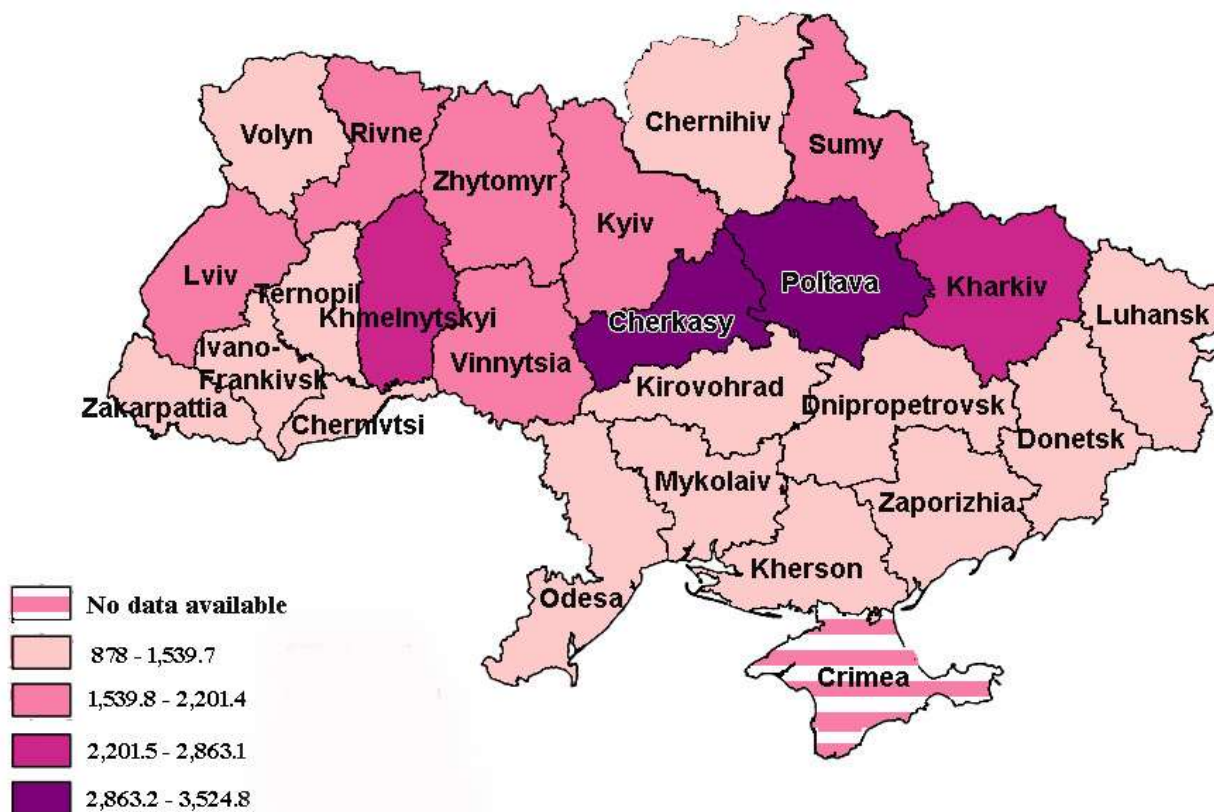 Chernihiv
Sumy
Volyn
Rivne
Zhytomyr
Kyiv
Lviv
Ternopil
Khmelnytskyi
Vinnytsia
Cherkasy
Poltava
Kharkiv
Luhansk
Ivano-
Frankivsk
Zakarpattia
Chernivtsi
Kirovohrad
Dnipropetrovsk
Donetsk
Mykolaiv
Zaporizhia
Kherson
Odesa
Crimea
No data available
878 - 1,539.7
1,539.8 - 2,201.4
2,201.5 - 2,863.1
2,863.2 - 3,524.8